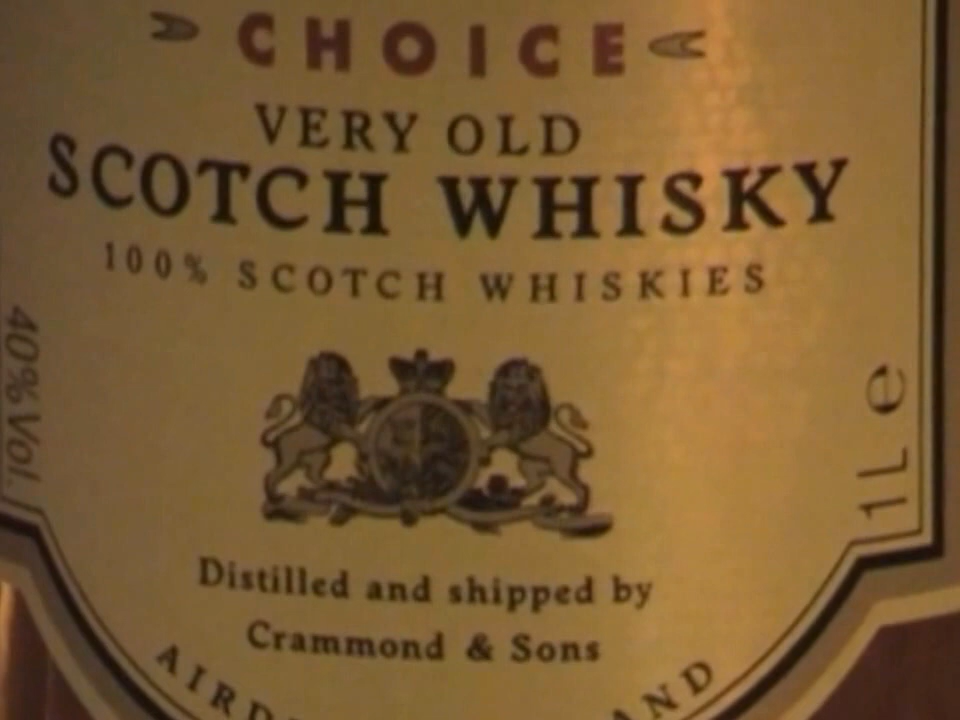 CHOICE
VERY OLD
SCOTCH WHISKY
100% SCOTCH WHISKIES
40%Vol.
1L e
Distilled and shipped by
Crammond & Sons